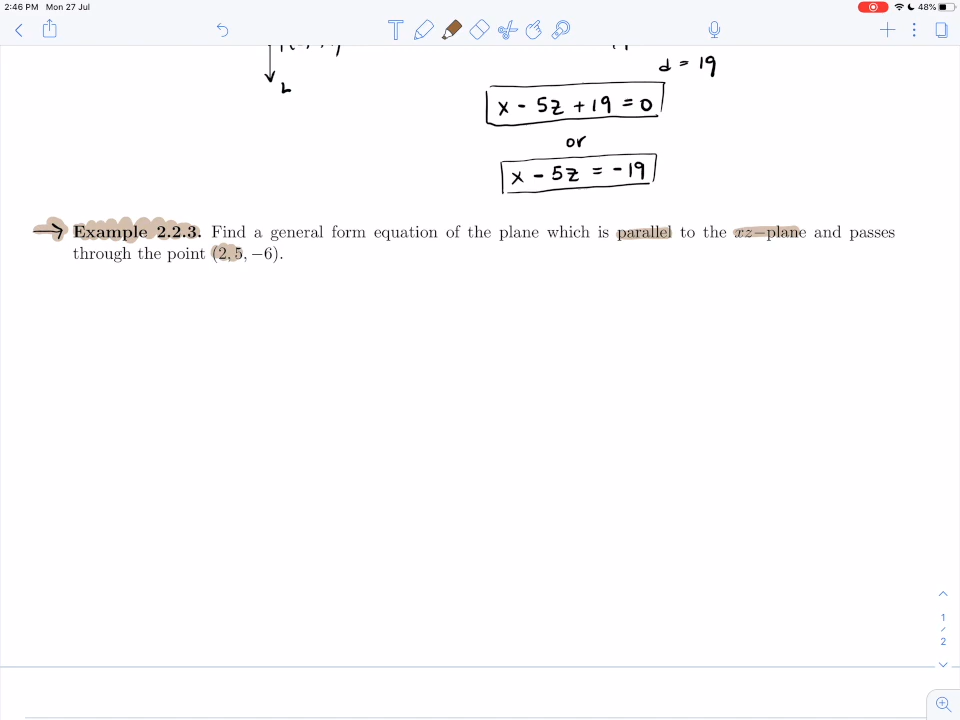 2:46 PM Mon 27 Jul
48%
T
d = 19
x - 5z + 19 = 0
or
x - 5z = -19
L
→ Example 2.2.3. Find a general form equation of the plane which is parallel to the xz−plane and passes
through the point (2, 5, −6).
1
/
2